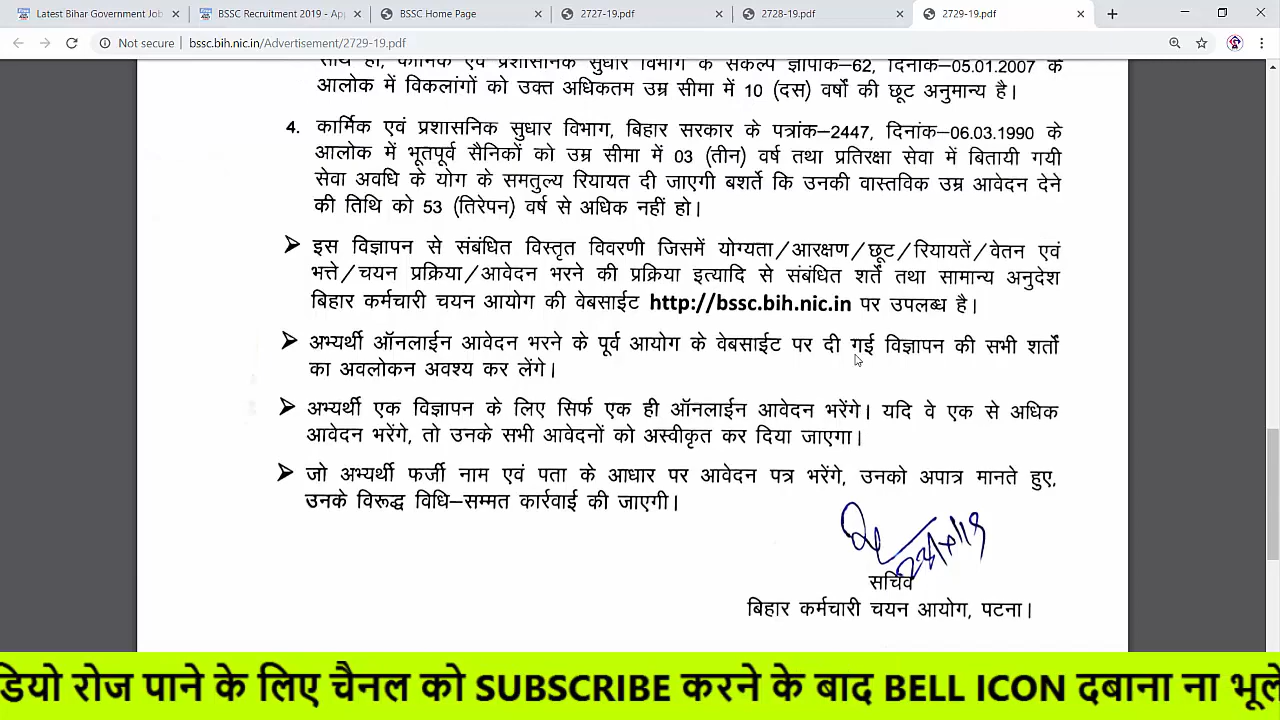 Latest Bihar Government Job
BSSC Recruitment 2019 - App
BSSC Home Page
2727-19.pdf
2728-19.pdf
2729-19.pdf
Not secure
bssc.bih.nic.in/Advertisement/2729-19.pdf
साथ ही, कार्मिक एवं प्रशासनिक सुधार विभाग के संकल्प ज्ञापांक–62, दिनांक–05.01.2007 के
आलोक में विकलांगों को उक्त अधिकतम उम्र सीमा में 10 (दस) वर्षों की छूट अनुमान्य है।
4. कार्मिक एवं प्रशासनिक सुधार विभाग, बिहार सरकार के पत्रांक–2447, दिनांक–06.03.1990 के
आलोक में भूतपूर्व सैनिकों को उम्र सीमा में 03 (तीन) वर्ष तथा प्रतिरक्षा सेवा में बितायी गयी
सेवा अवधि के योग के समतुल्य रियायत दी जाएगी बशर्ते कि उनकी वास्तविक उम्र आवेदन देने
की तिथि को 53 (तिरेपन) वर्ष से अधिक नहीं हो।
➢ इस विज्ञापन से संबंधित विस्तृत विवरणी जिसमें योग्यता/आरक्षण/छूट/रियायतें/वेतन एवं
भत्ते/चयन प्रक्रिया/आवेदन भरने की प्रक्रिया इत्यादि से संबंधित शर्ते तथा सामान्य अनुदेश
बिहार कर्मचारी चयन आयोग की वेबसाईट http://bssc.bih.nic.in पर उपलब्ध है।
➢ अभ्यर्थी ऑनलाईन आवेदन भरने के पूर्व आयोग के वेबसाईट पर दी गई विज्ञापन की सभी शर्तों
का अवलोकन अवश्य कर लेंगे।
➢ अभ्यर्थी एक विज्ञापन के लिए सिर्फ एक ही ऑनलाईन आवेदन भरेंगे। यदि वे एक से अधिक
आवेदन भरेंगे, तो उनके सभी आवेदनों को अस्वीकृत कर दिया जाएगा।
➢ जो अभ्यर्थी फर्जी नाम एवं पता के आधार पर आवेदन पत्र भरेंगे, उनको अपात्र मानते हुए,
उनके विरूद्ध विधि–सम्मत कार्रवाई की जाएगी।
सचिव
बिहार कर्मचारी चयन आयोग, पटना।
डियो रोज पाने के लिए चैनल को SUBSCRIBE करने के बाद BELL ICON दबाना ना भूले